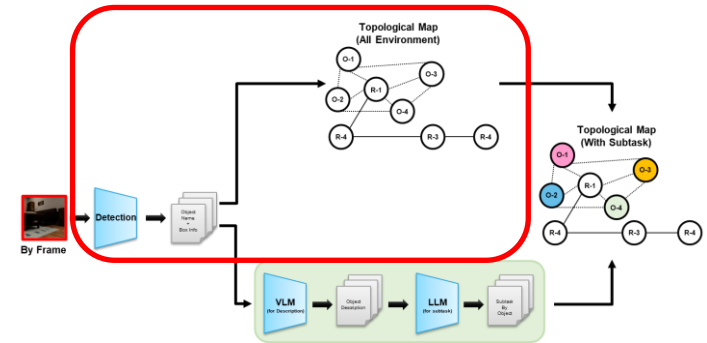 Topological Map
(All Environment)
O-1
O-3
R-1
O-2
O-4
R-4
R-3
R-4
Topological Map
(With Subtask)
O-1
O-3
R-1
O-2
O-4
R-4
R-3
R-4
Detection
Object
Name
+
Box Info
By Frame
VLM
(for Description)
Object
Description
LLM
(for subtask)
Subtask
By
Object